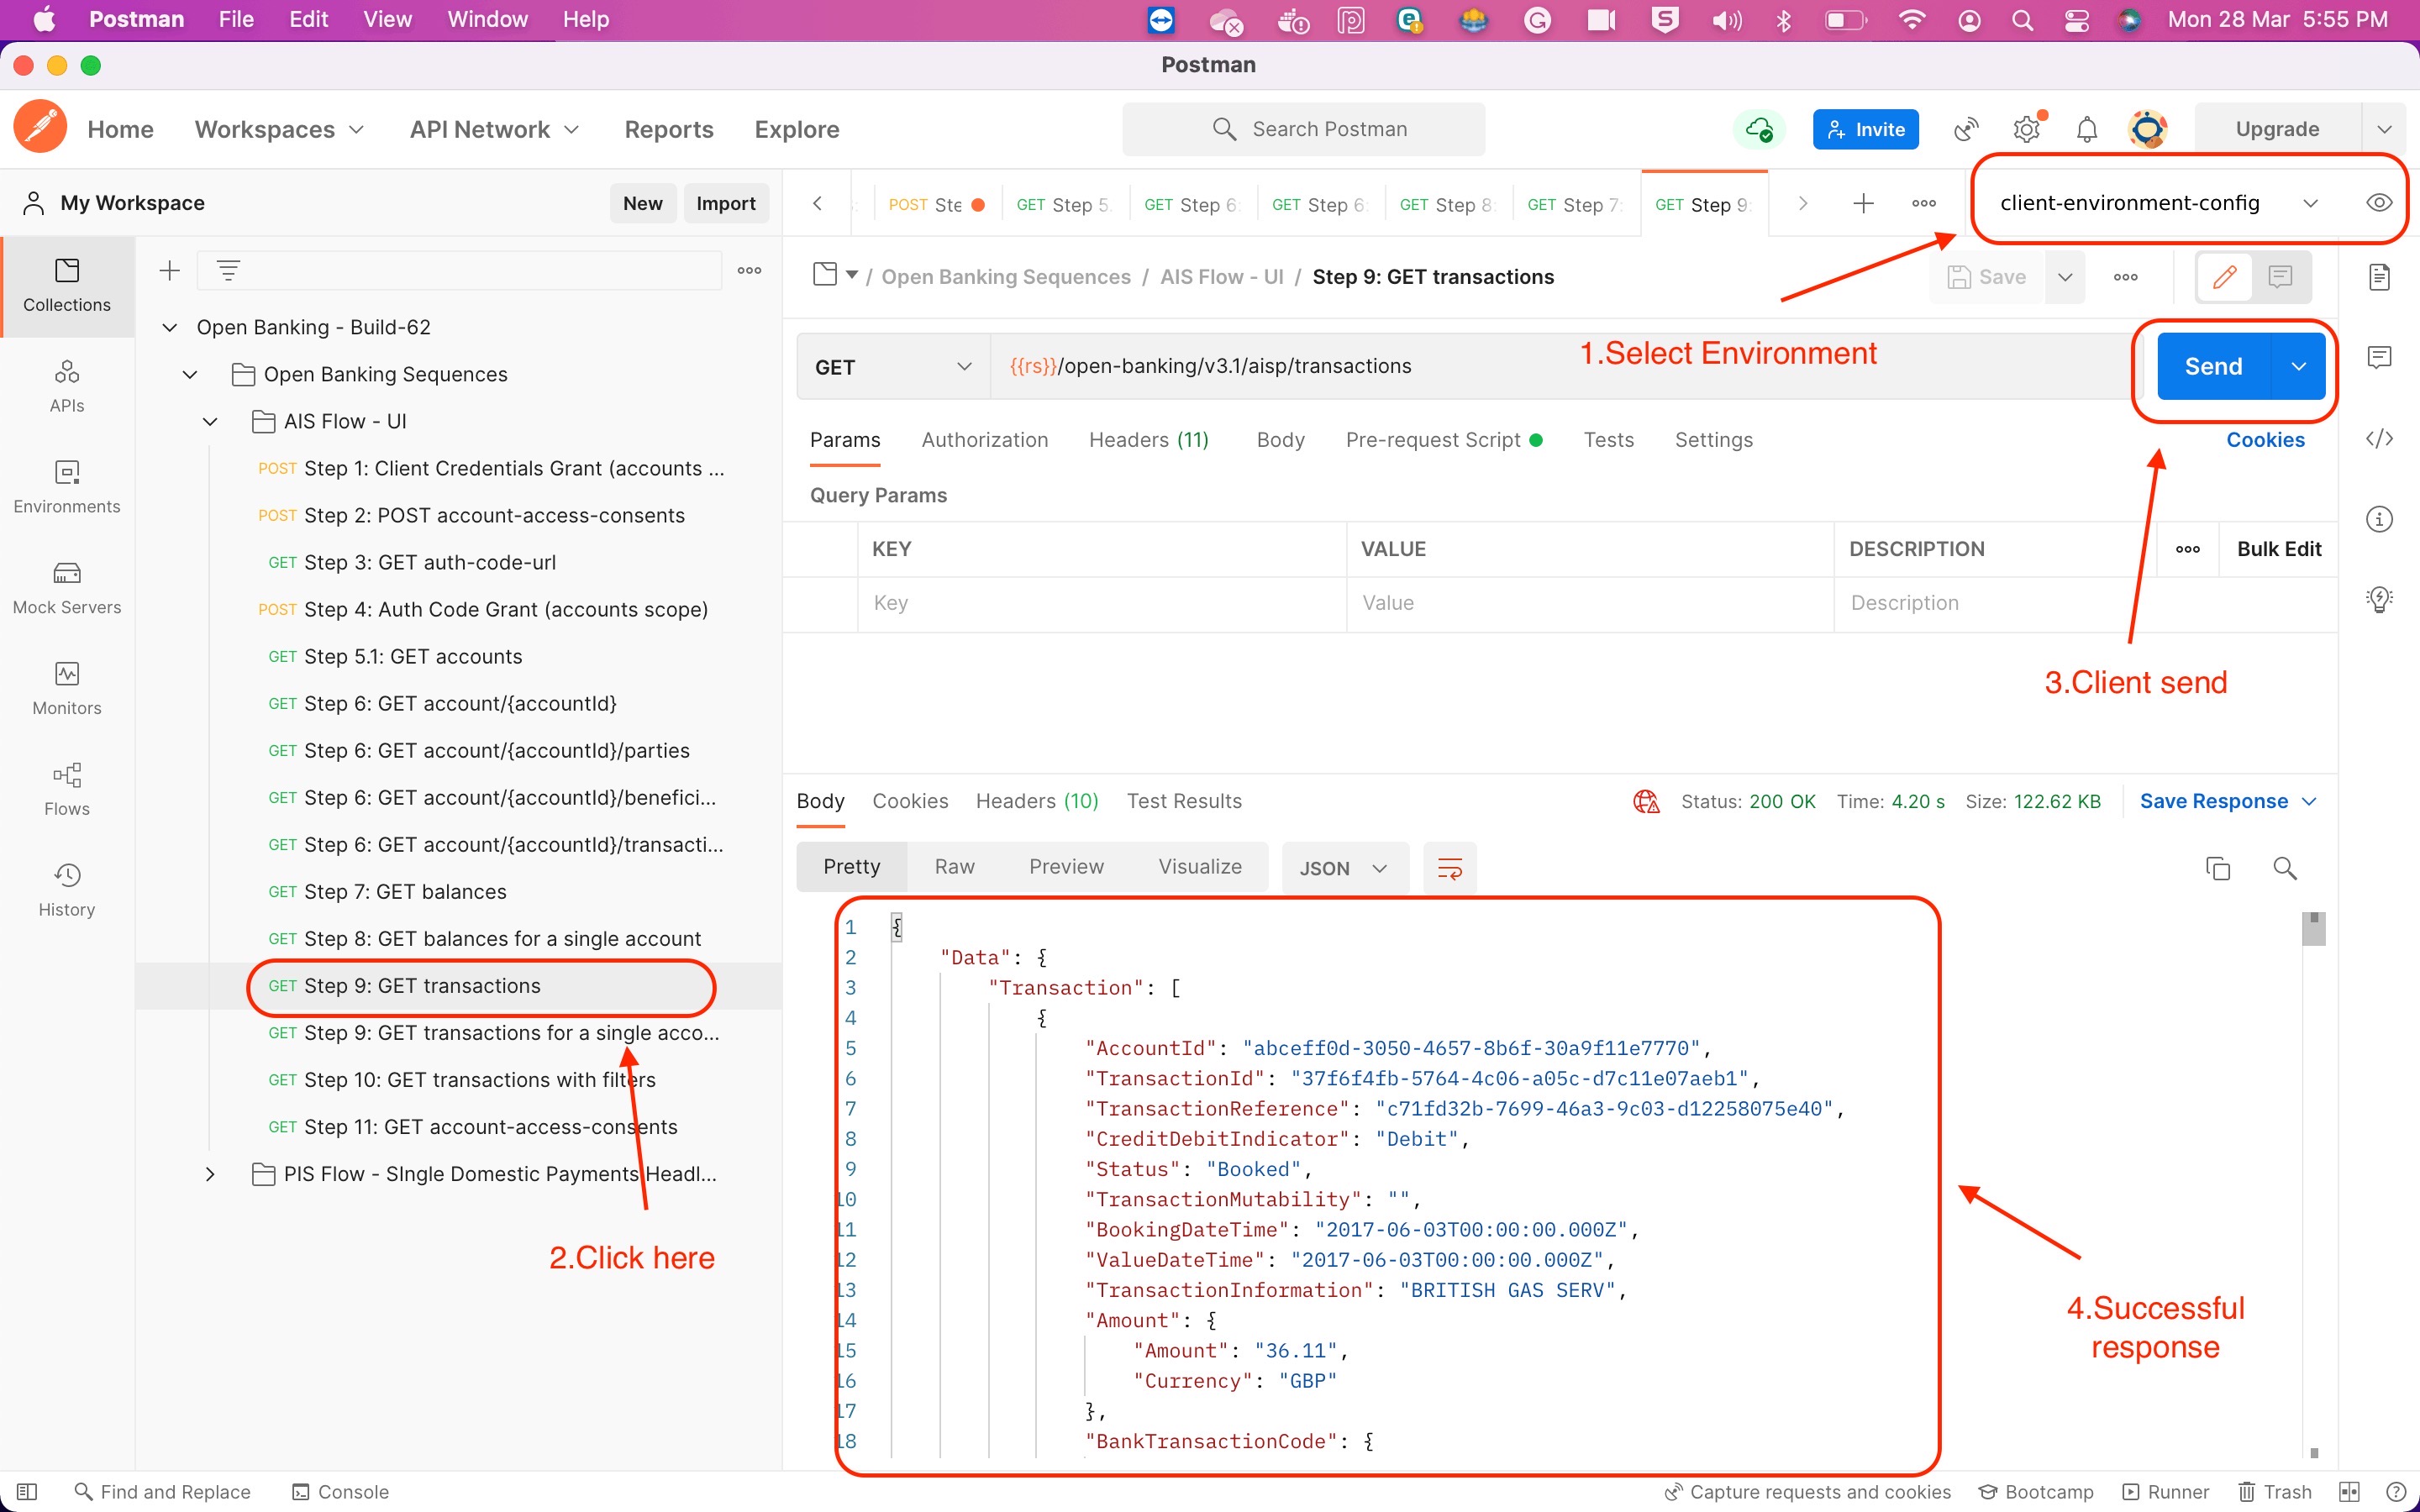 Postman File Edit View Window Help Mon 28 Mar 5:55 PM
Postman
Home Workspaces API Network Reports Explore Search Postman Invite Upgrade
My Workspace New Import
POST Ste GET Step 5 GET Step 6 GET Step 6 GET Step 8 GET Step 7 GET Step 9 client-environment-config
Collections
APIs
Environments
Mock Servers
Monitors
Flows
History
Open Banking - Build-62
Open Banking Sequences
AIS Flow - UI
POST Step 1: Client Credentials Grant (accounts ...
POST Step 2: POST account-access-consents
GET Step 3: GET auth-code-url
POST Step 4: Auth Code Grant (accounts scope)
GET Step 5.1: GET accounts
GET Step 6: GET account/{accountId}
GET Step 6: GET account/{accountId}/parties
GET Step 6: GET account/{accountId}/benefici...
GET Step 6: GET account/{accountId}/transacti...
GET Step 7: GET balances
GET Step 8: GET balances for a single account
GET Step 9: GET transactions
GET Step 9: GET transactions for a single acco...
GET Step 10: GET transactions with filters
GET Step 11: GET account-access-consents
PIS Flow - SIngle Domestic Payments Headl...
2.Click here
/ Open Banking Sequences / AIS Flow - UI / Step 9: GET transactions Save
1.Select Environment
GET {{rs}}/open-banking/v3.1/aisp/transactions Send
Params Authorization Headers (11) Body Pre-request Script Tests Settings Cookies
Query Params
KEY VALUE DESCRIPTION Bulk Edit
Key Value Description
3.Client send
Body Cookies Headers (10) Test Results Status: 200 OK Time: 4.20 s Size: 122.62 KB Save Response
Pretty Raw Preview Visualize JSON
1 {
2 "Data": {
3 "Transaction": [
4 {
5 "AccountId": "abceff0d-3050-4657-8b6f-30a9f11e7770",
6 "TransactionId": "37f6f4fb-5764-4c06-a05c-d7c11e07aeb1",
7 "TransactionReference": "c71fd32b-7699-46a3-9c03-d12258075e40",
8 "CreditDebitIndicator": "Debit",
9 "Status": "Booked",
10 "TransactionMutability": "",
11 "BookingDateTime": "2017-06-03T00:00:00.000Z",
12 "ValueDateTime": "2017-06-03T00:00:00.000Z",
13 "TransactionInformation": "BRITISH GAS SERV",
14 "Amount": {
15 "Amount": "36.11",
16 "Currency": "GBP"
17 },
18 "BankTransactionCode": {
4.Successful
response
Find and Replace Console Capture requests and cookies Bootcamp Runner Trash